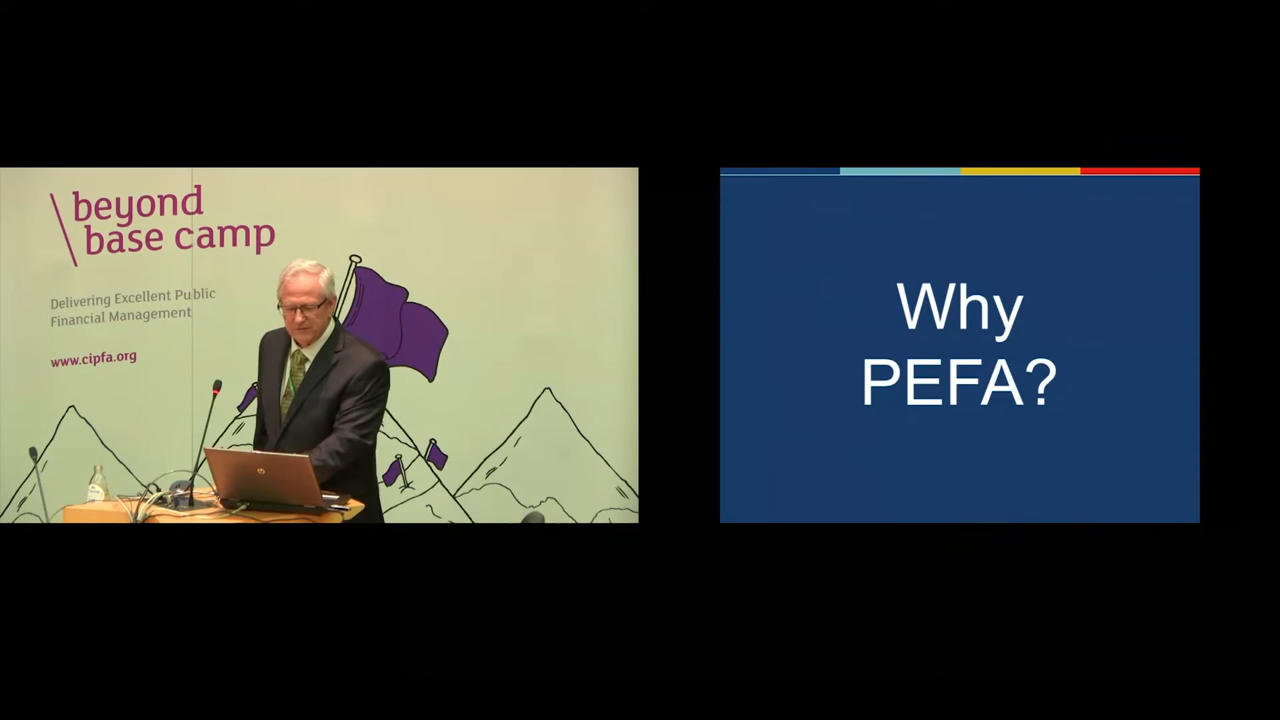 beyond
base camp
Delivering Excellent Public
Financial Management
www.cipfa.org
Why
PEFA?